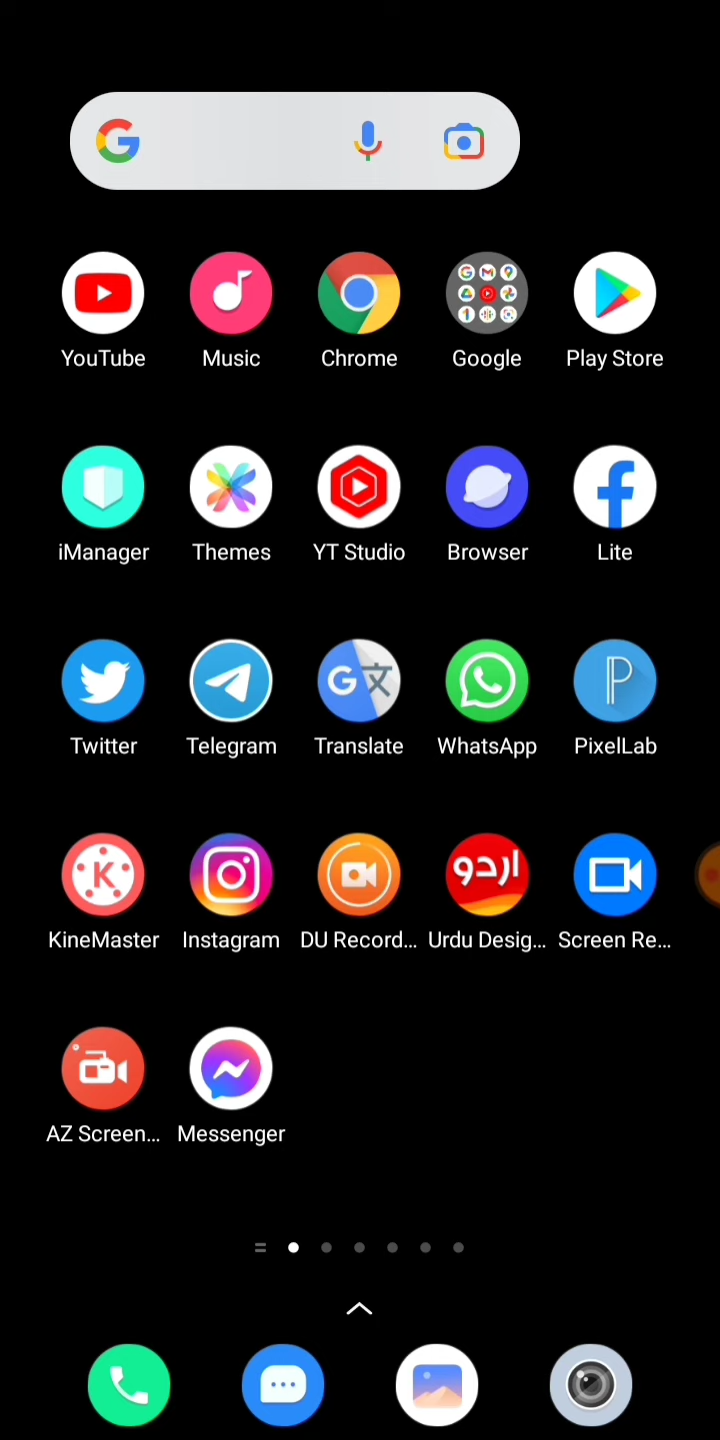 YouTube Music Chrome Google Play Store
iManager Themes YT Studio Browser Lite
Twitter Telegram Translate WhatsApp PixelLab
اردو
KineMaster Instagram DU Record... Urdu Desig... Screen Re...
AZ Screen... Messenger